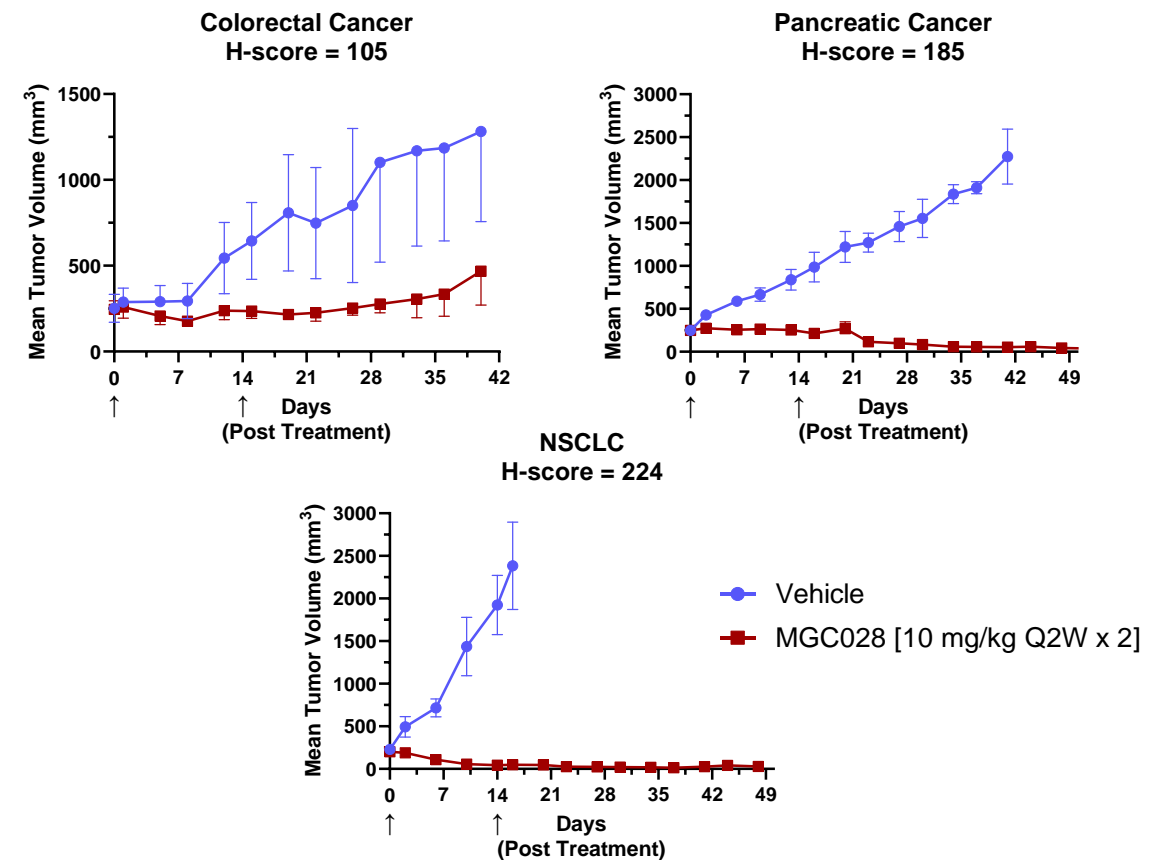 Colorectal Cancer
H-score = 105
Mean Tumor Volume (mm³)
1500
1000
500
0
0 7 14 21 28 35 42
↑ ↑ Days
(Post Treatment)
Pancreatic Cancer
H-score = 185
Mean Tumor Volume (mm³)
3000
2500
2000
1500
1000
500
0
0 7 14 21 28 35 42 49
↑ ↑ Days
(Post Treatment)
NSCLC
H-score = 224
Mean Tumor Volume (mm³)
3000
2500
2000
1500
1000
500
0
0 7 14 21 28 35 42 49
↑ ↑ Days
(Post Treatment)
Vehicle
MGC028 [10 mg/kg Q2W x 2]